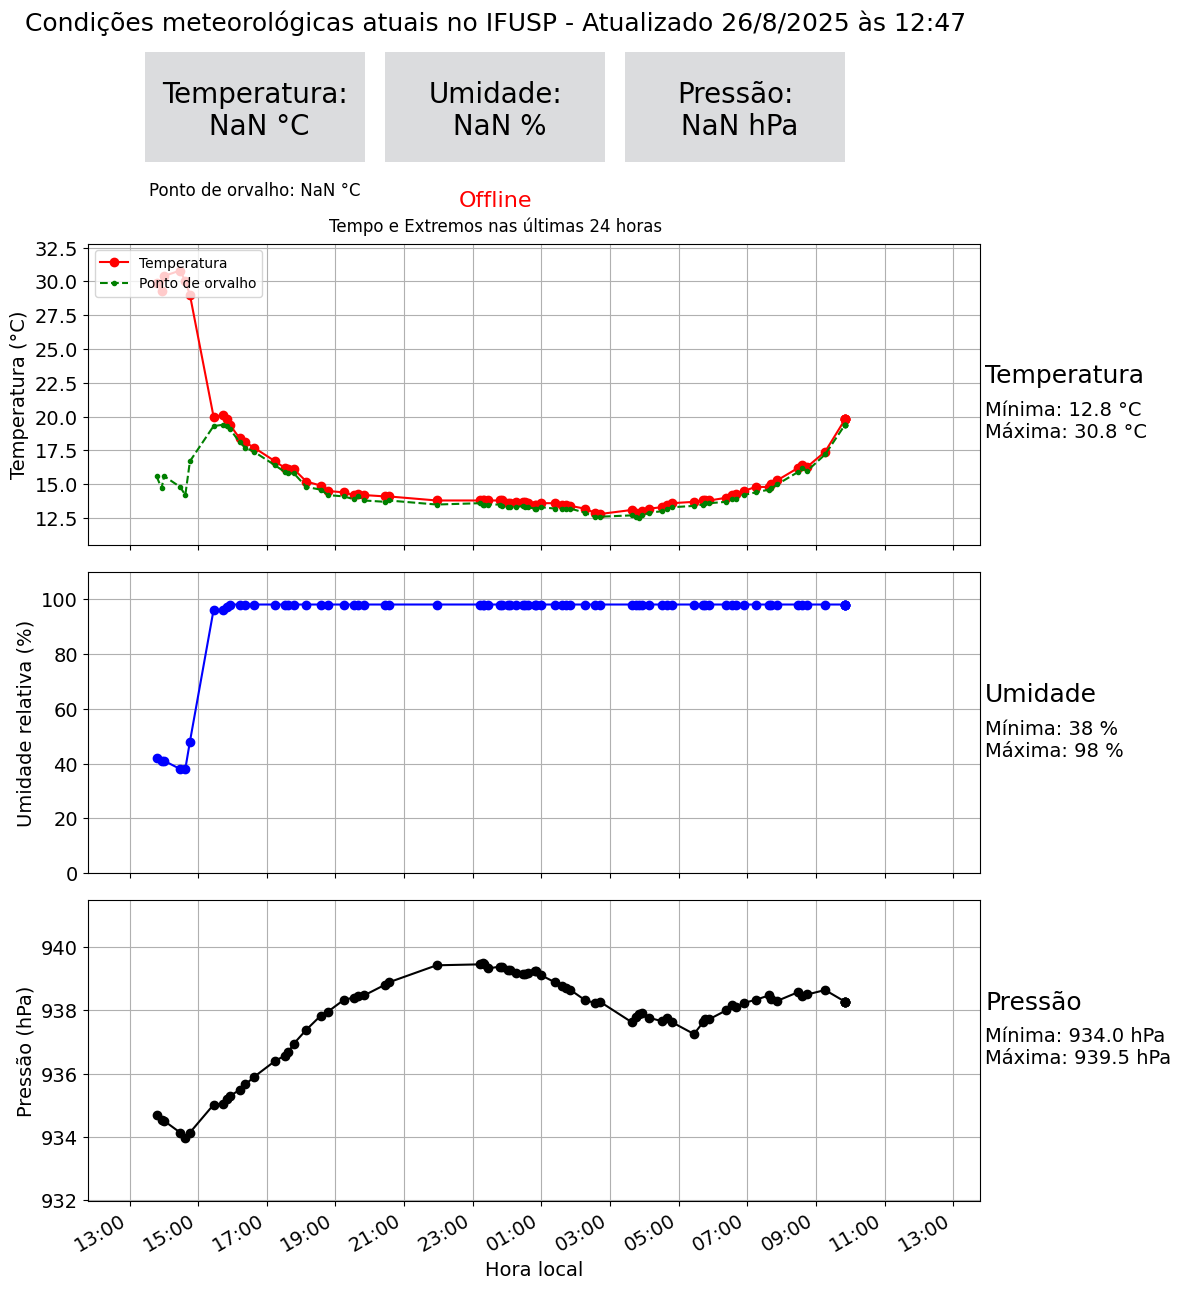 Condições meteorológicas atuais no IFUSP - Atualizado 26/8/2025 às 12:47
Temperatura:
NaN °C
Umidade:
NaN %
Pressão:
NaN hPa
Ponto de orvalho: NaN °C
Offline
Tempo e Extremos nas últimas 24 horas
Temperatura
Ponto de orvalho
Temperatura (°C)
32.5
30.0
27.5
25.0
22.5
20.0
17.5
15.0
12.5
Temperatura
Mínima: 12.8 °C
Máxima: 30.8 °C
Umidade relativa (%)
100
80
60
40
20
0
Umidade
Mínima: 38 %
Máxima: 98 %
Pressão (hPa)
940
938
936
934
932
Pressão
Mínima: 934.0 hPa
Máxima: 939.5 hPa
13:00 15:00 17:00 19:00 21:00 23:00 01:00 03:00 05:00 07:00 09:00 11:00 13:00
Hora local